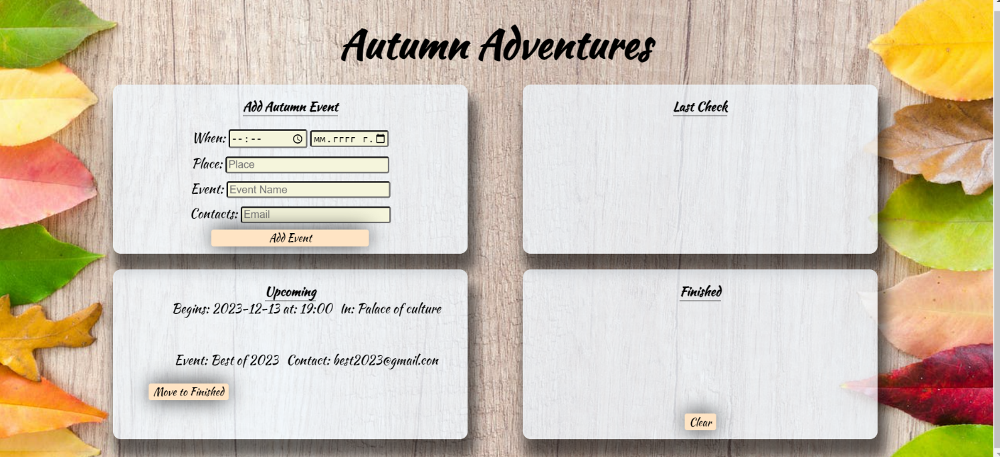 Autumn Adventures
Add Autumn Event
When: --:-- мм.гггг г.
Place: Place
Event: Event Name
Contacts: Email
Add Event
Last Check
Upcoming
Begins: 2023-12-13 at: 19:00 In: Palace of culture
Event: Best of 2023 Contact: best2023@gmail.con
Move to Finished
Finished
Clear